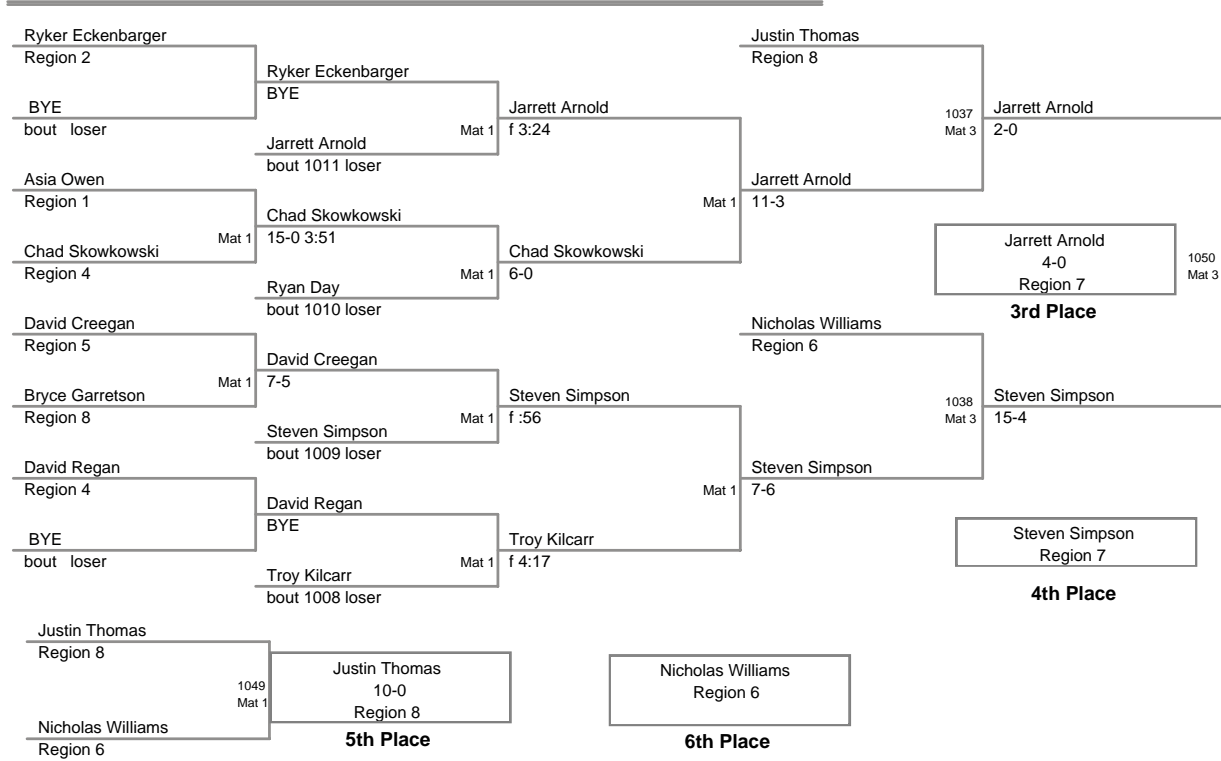 Ryker Eckenbarger
Region 2
BYE
bout loser
Asia Owen
Region 1
Mat 1
Chad Skowkowski
Region 4
David Creegan
Region 5
Mat 1
Bryce Garretson
Region 8
David Regan
Region 4
BYE
bout loser
Ryker Eckenbarger
BYE
Mat 1
Jarrett Arnold
bout 1011 loser
Chad Skowkowski
15-0 3:51
Mat 1
Ryan Day
bout 1010 loser
David Creegan
7-5
Mat 1
Steven Simpson
bout 1009 loser
David Regan
BYE
Mat 1
Troy Kilcarr
bout 1008 loser
Jarrett Arnold
f 3:24
Mat 1
Chad Skowkowski
6-0
Steven Simpson
f :56
Mat 1
Troy Kilcarr
f 4:17
Justin Thomas
Region 8
1037
Mat 3
Jarrett Arnold
11-3
Nicholas Williams
Region 6
1038
Mat 3
Steven Simpson
7-6
Jarrett Arnold
2-0
Jarrett Arnold
4-0
Region 7
1050
Mat 3
3rd Place
Steven Simpson
15-4
Steven Simpson
Region 7
4th Place
Justin Thomas
Region 8
1049
Mat 1
Nicholas Williams
Region 6
Justin Thomas
10-0
Region 8
5th Place
Nicholas Williams
Region 6
6th Place